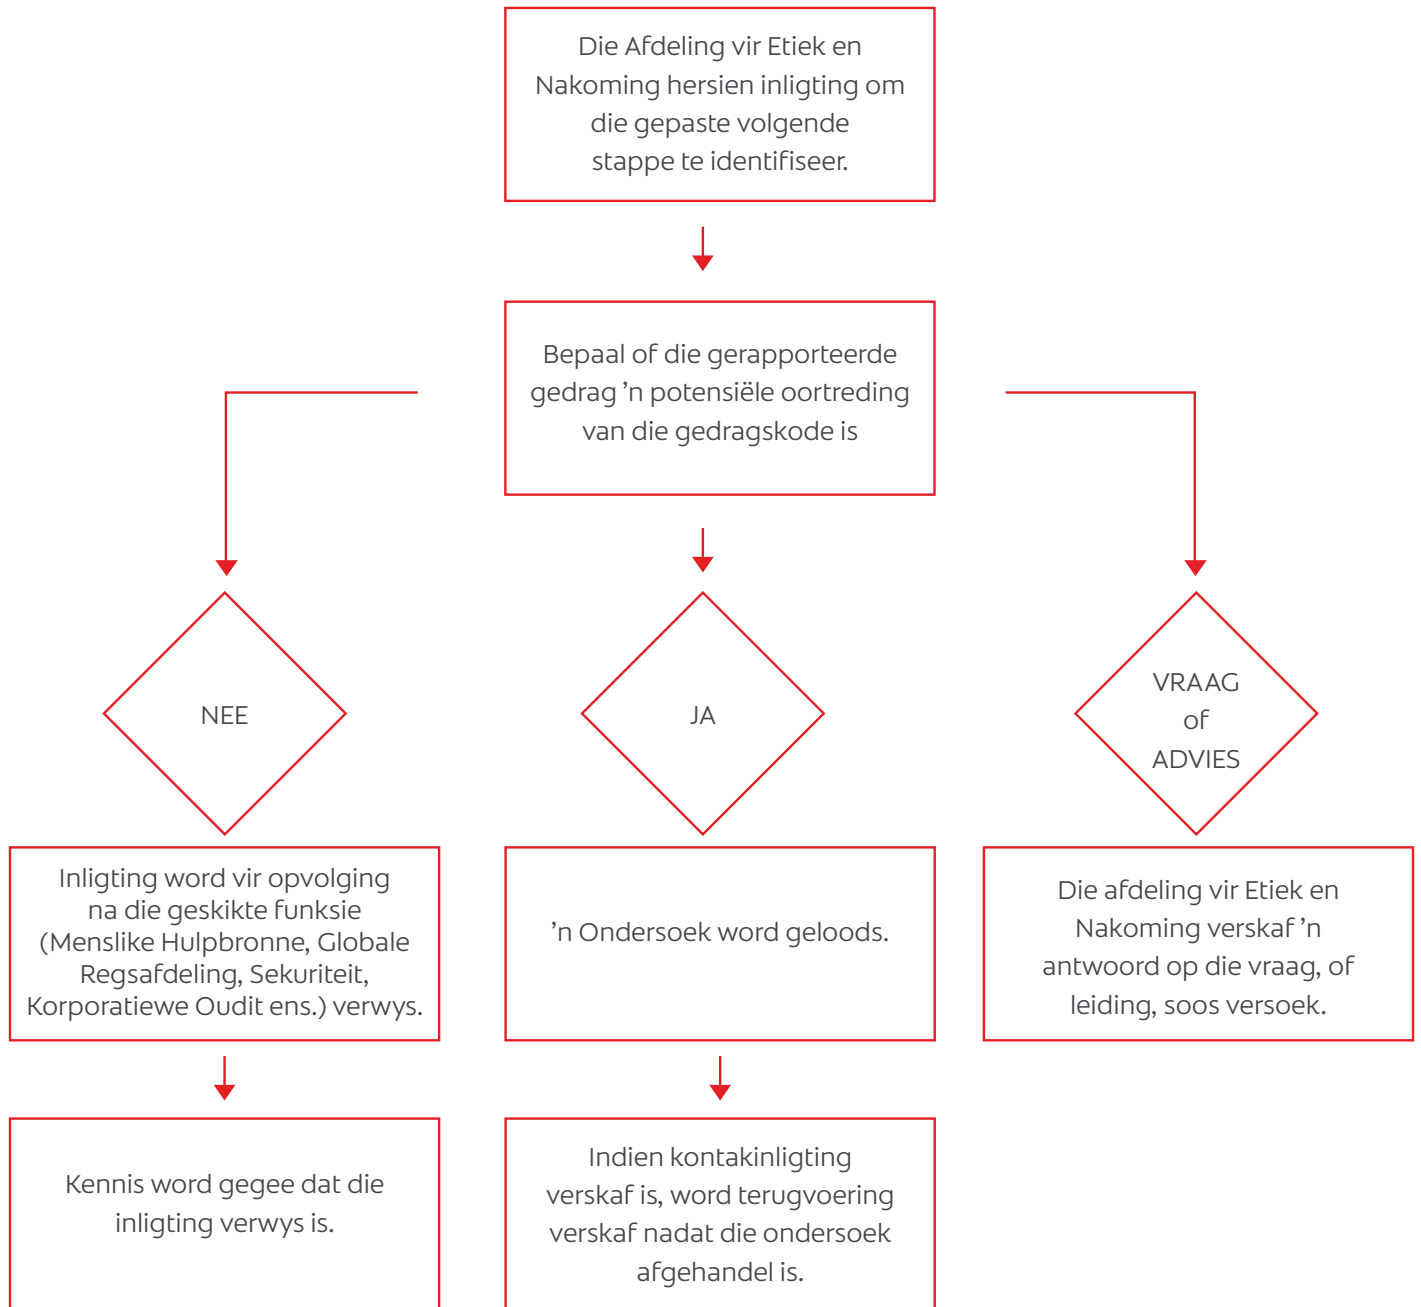 Die Afdeling vir Etiek en
Nakoming hersien inligting om
die gepaste volgende
stappe te identifiseer.
Bepaal of die gerapporteerde
gedrag ’n potensiële oortreding
van die gedragskode is
NEE
JA
VRAAG
of
ADVIES
Inligting word vir opvolging
na die geskikte funksie
(Menslike Hulpbronne, Globale
Regsafdeling, Sekuriteit,
Korporatiewe Oudit ens.) verwys.
’n Ondersoek word geloods.
Die afdeling vir Etiek en
Nakoming verskaf ’n
antwoord op die vraag, of
leiding, soos versoek.
Kennis word gegee dat die
inligting verwys is.
Indien kontakinligting
verskaf is, word terugvoering
verskaf nadat die ondersoek
afgehandel is.